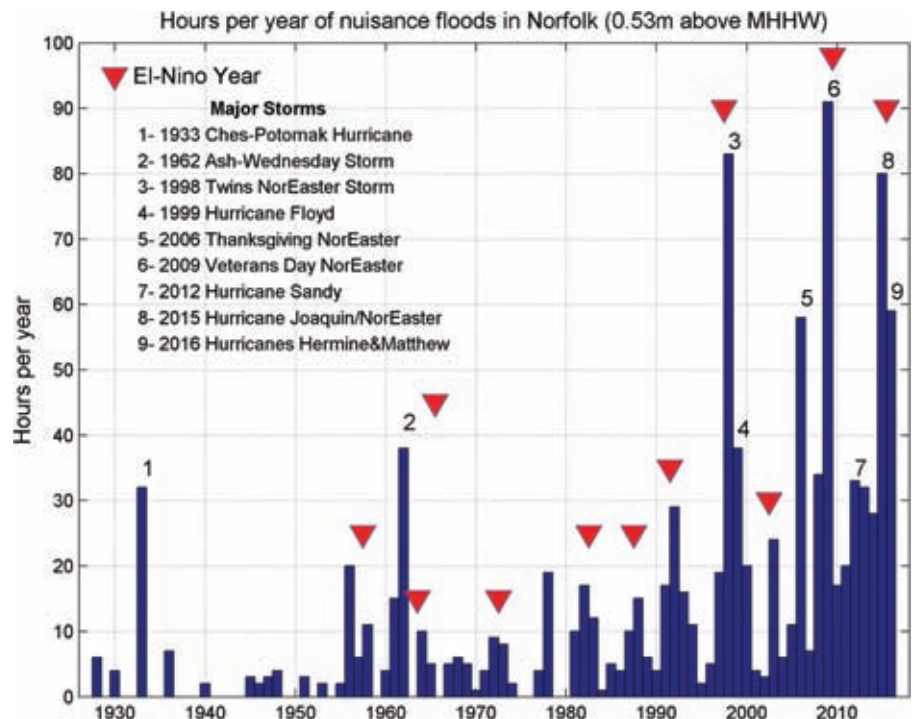 Hours per year of nuisance floods in Norfolk (0.53m above MHHW)
100
90
80
70
60
50
40
30
20
10
0
Hours per year
El-Nino Year
Major Storms
1- 1933 Ches-Potomak Hurricane
2- 1962 Ash-Wednesday Storm
3- 1998 Twins NorEaster Storm
4- 1999 Hurricane Floyd
5- 2006 Thanksgiving NorEaster
6- 2009 Veterans Day NorEaster
7- 2012 Hurricane Sandy
8- 2015 Hurricane Joaquin/NorEaster
9- 2016 Hurricanes Hermine&Matthew
1
2
3
4
5
6
7
8
9
1930 1940 1950 1960 1970 1980 1990 2000 2010